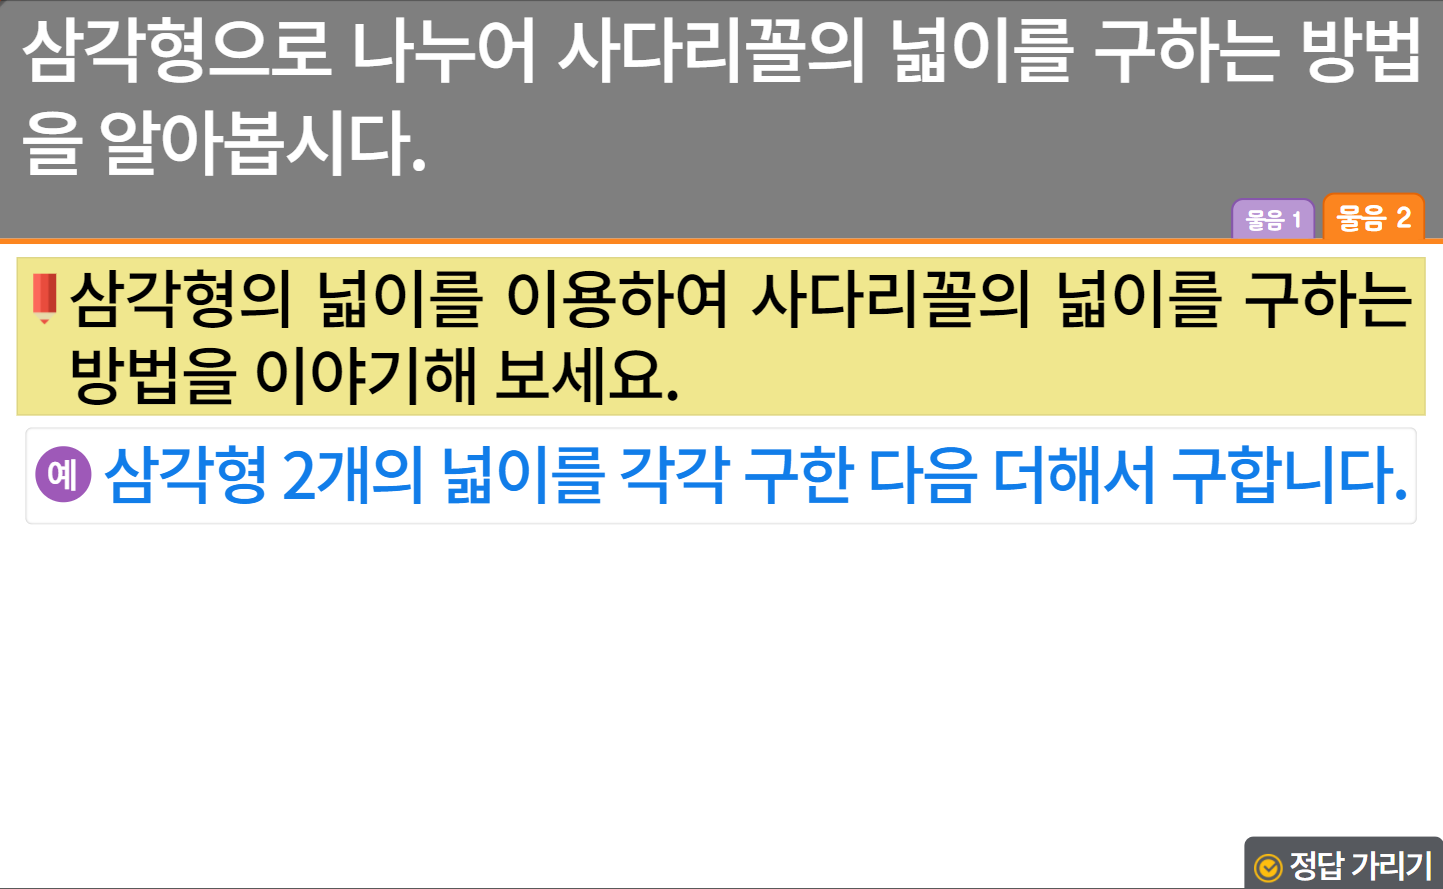 삼각형으로 나누어 사다리꼴의 넓이를 구하는 방법
을 알아봅시다.
물음 1
물음 2
삼각형의 넓이를 이용하여 사다리꼴의 넓이를 구하는
방법을 이야기해 보세요.
예 삼각형 2개의 넓이를 각각 구한 다음 더해서 구합니다.
정답 가리기